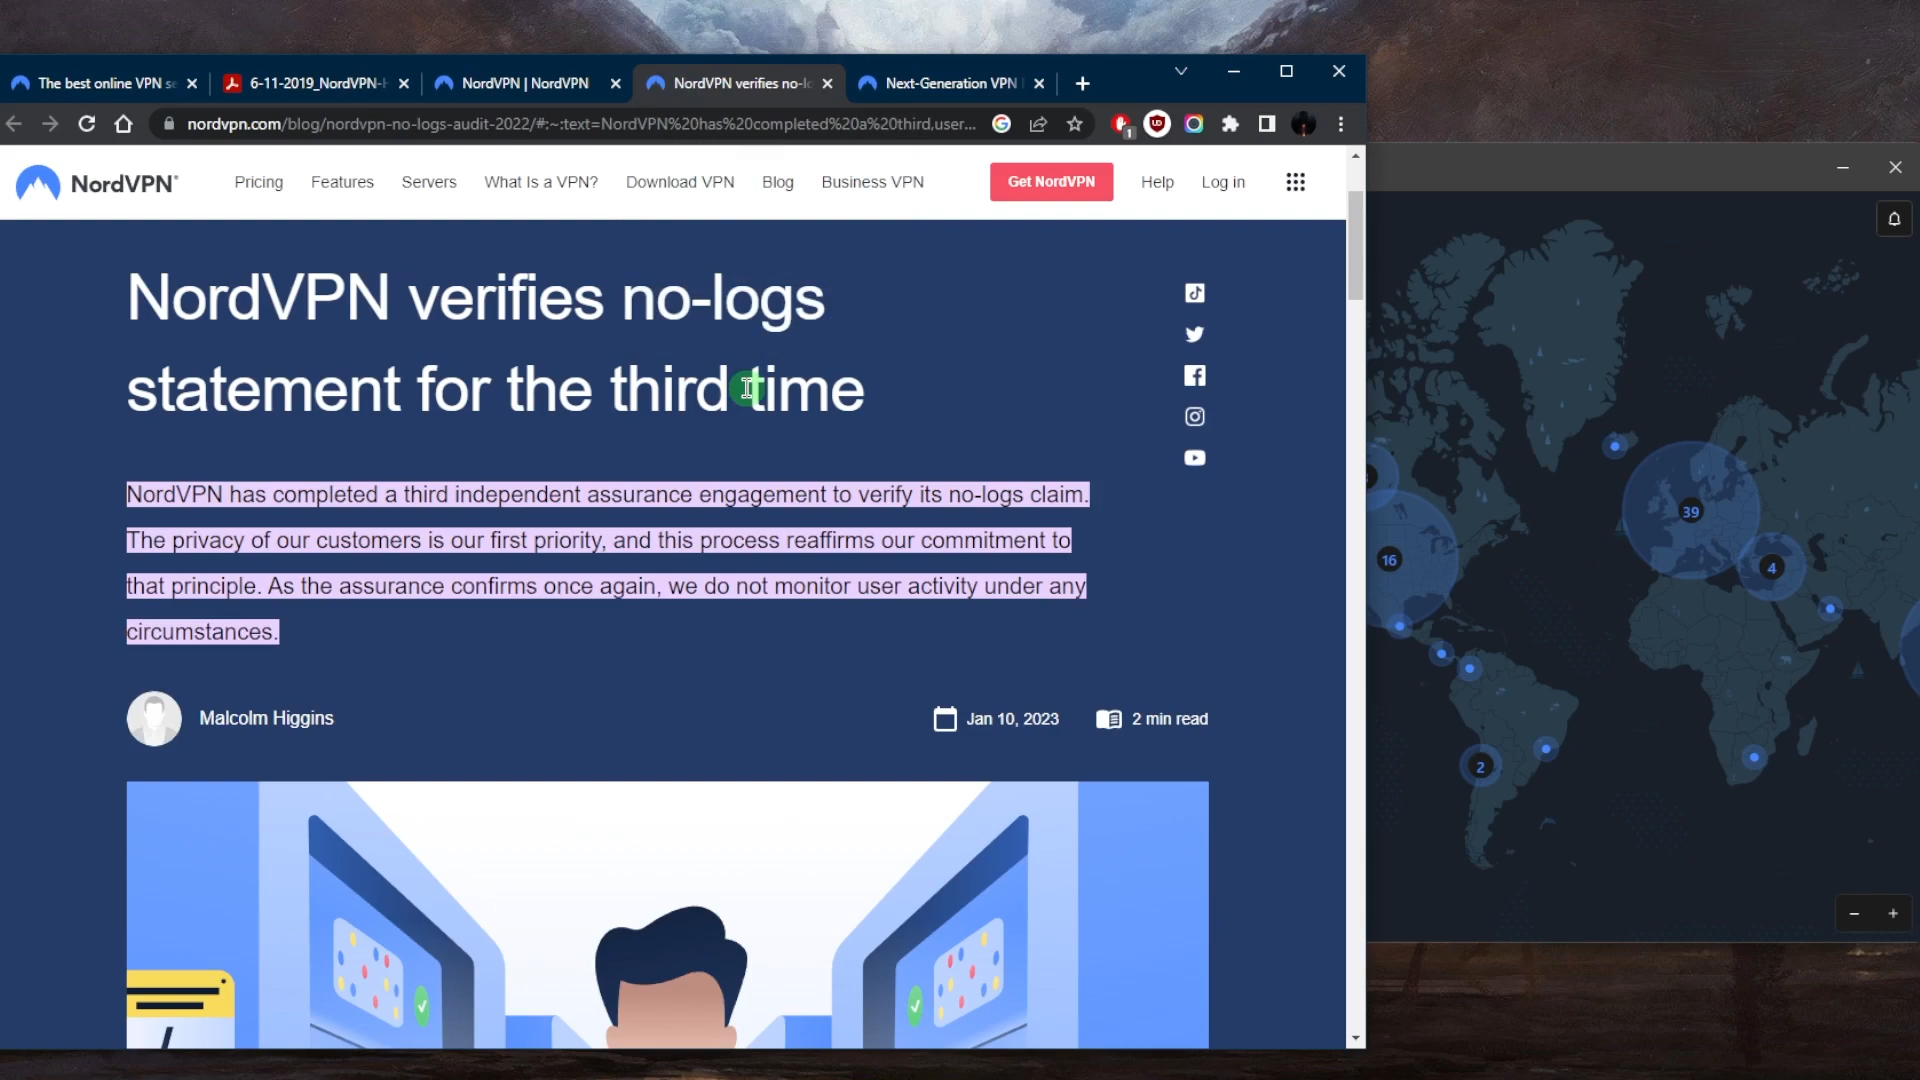 The best online VPN se
6-11-2019_NordVPN-H
NordVPN | NordVPN
NordVPN verifies no-lo
Next-Generation VPN
nordvpn.com/blog/nordvpn-no-logs-audit-2022/#:~:text=NordVPN%20has%20completed%20a%20third,user...
1
NordVPN®
Pricing
Features
Servers
What Is a VPN?
Download VPN
Blog
Business VPN
Get NordVPN
Help
Log in
NordVPN verifies no-logs
statement for the third time
NordVPN has completed a third independent assurance engagement to verify its no-logs claim.
The privacy of our customers is our first priority, and this process reaffirms our commitment to
that principle. As the assurance confirms once again, we do not monitor user activity under any
circumstances.
Malcolm Higgins
Jan 10, 2023
2 min read
39
16
4
2